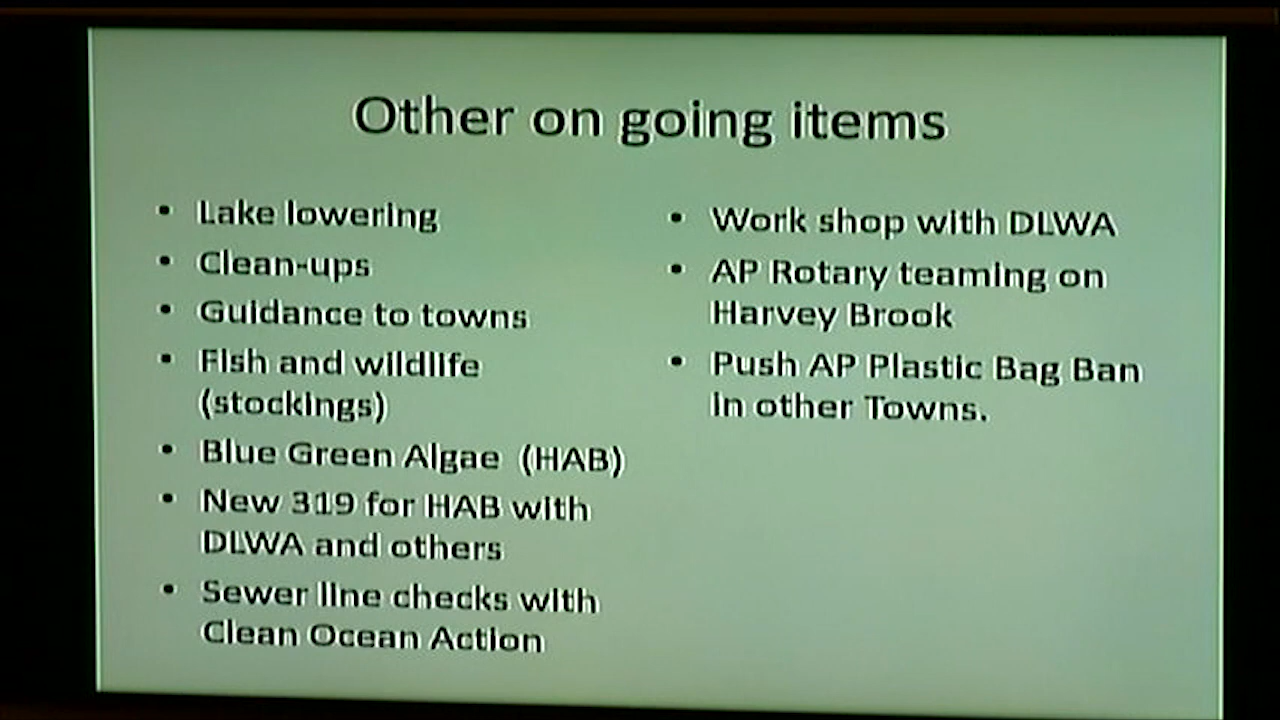 Other on going items
• Lake lowering
• Clean-ups
• Guidance to towns
• Fish and wildlife
(stockings)
• Blue Green Algae (HAB)
• New 319 for HAB with
DLWA and others
• Sewer line checks with
Clean Ocean Action
• Work shop with DLWA
• AP Rotary teaming on
Harvey Brook
• Push AP Plastic Bag Ban
in other Towns.